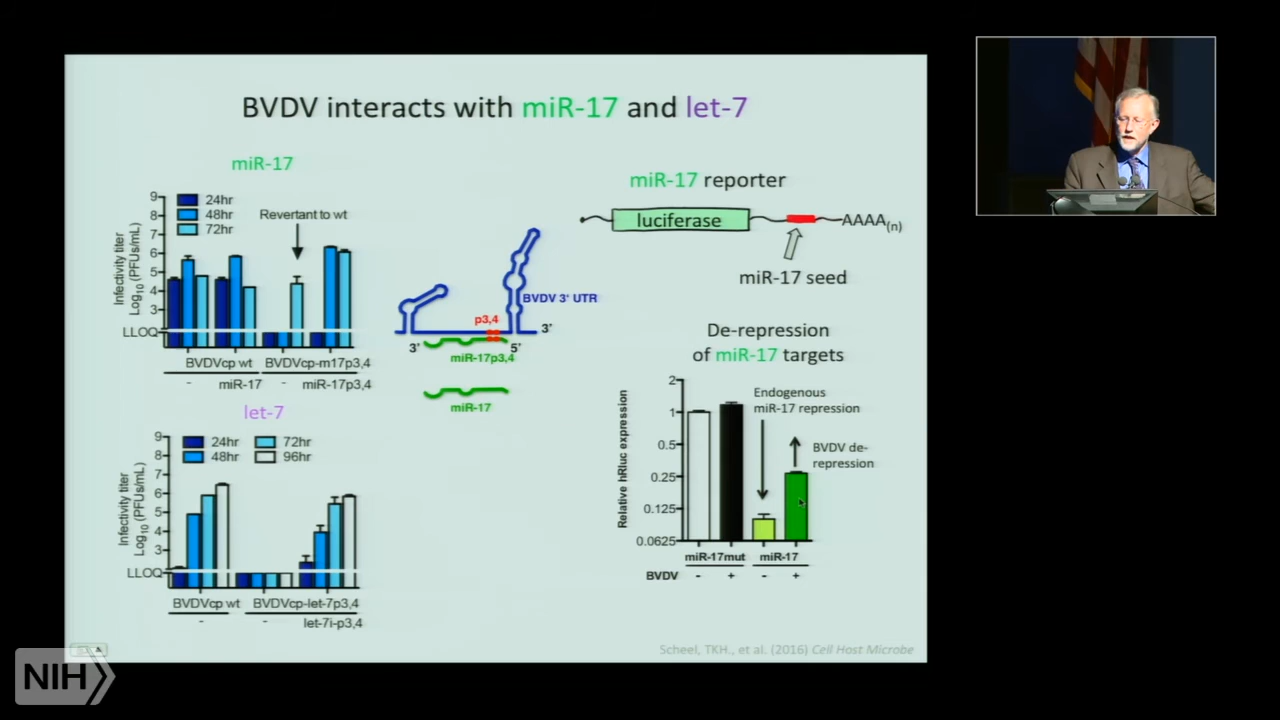 BVDV interacts with miR-17 and let-7
miR-17
24hr
48hr
72hr
Revertant to wt
Infectivity titer
Log10 (PFUs/mL)
9
8
7
6
5
4
3
LLOQ
BVDVcp wt
BVDVcp-m17p3,4
-
miR-17
-
miR-17p3,4
let-7
24hr
72hr
48hr
96hr
Infectivity titer
Log10 (PFUs/mL)
9
8
7
6
5
4
3
LLOQ
BVDVcp wt
BVDVcp-let-7p3,4
-
-
let-7i-p3,4
BVDV 3' UTR
p3,4
3'
3'
5'
miR-17p3,4
miR-17
miR-17 reporter
luciferase
AAAA(n)
miR-17 seed
De-repression
of miR-17 targets
Relative hRluc expression
2
1
0.5
0.25
0.125
0.0625
Endogenous
miR-17 repression
BVDV de-
repression
miR-17mut
miR-17
BVDV
-
+
-
+
Scheel, TKH., et al. (2016) Cell Host Microbe
NIH